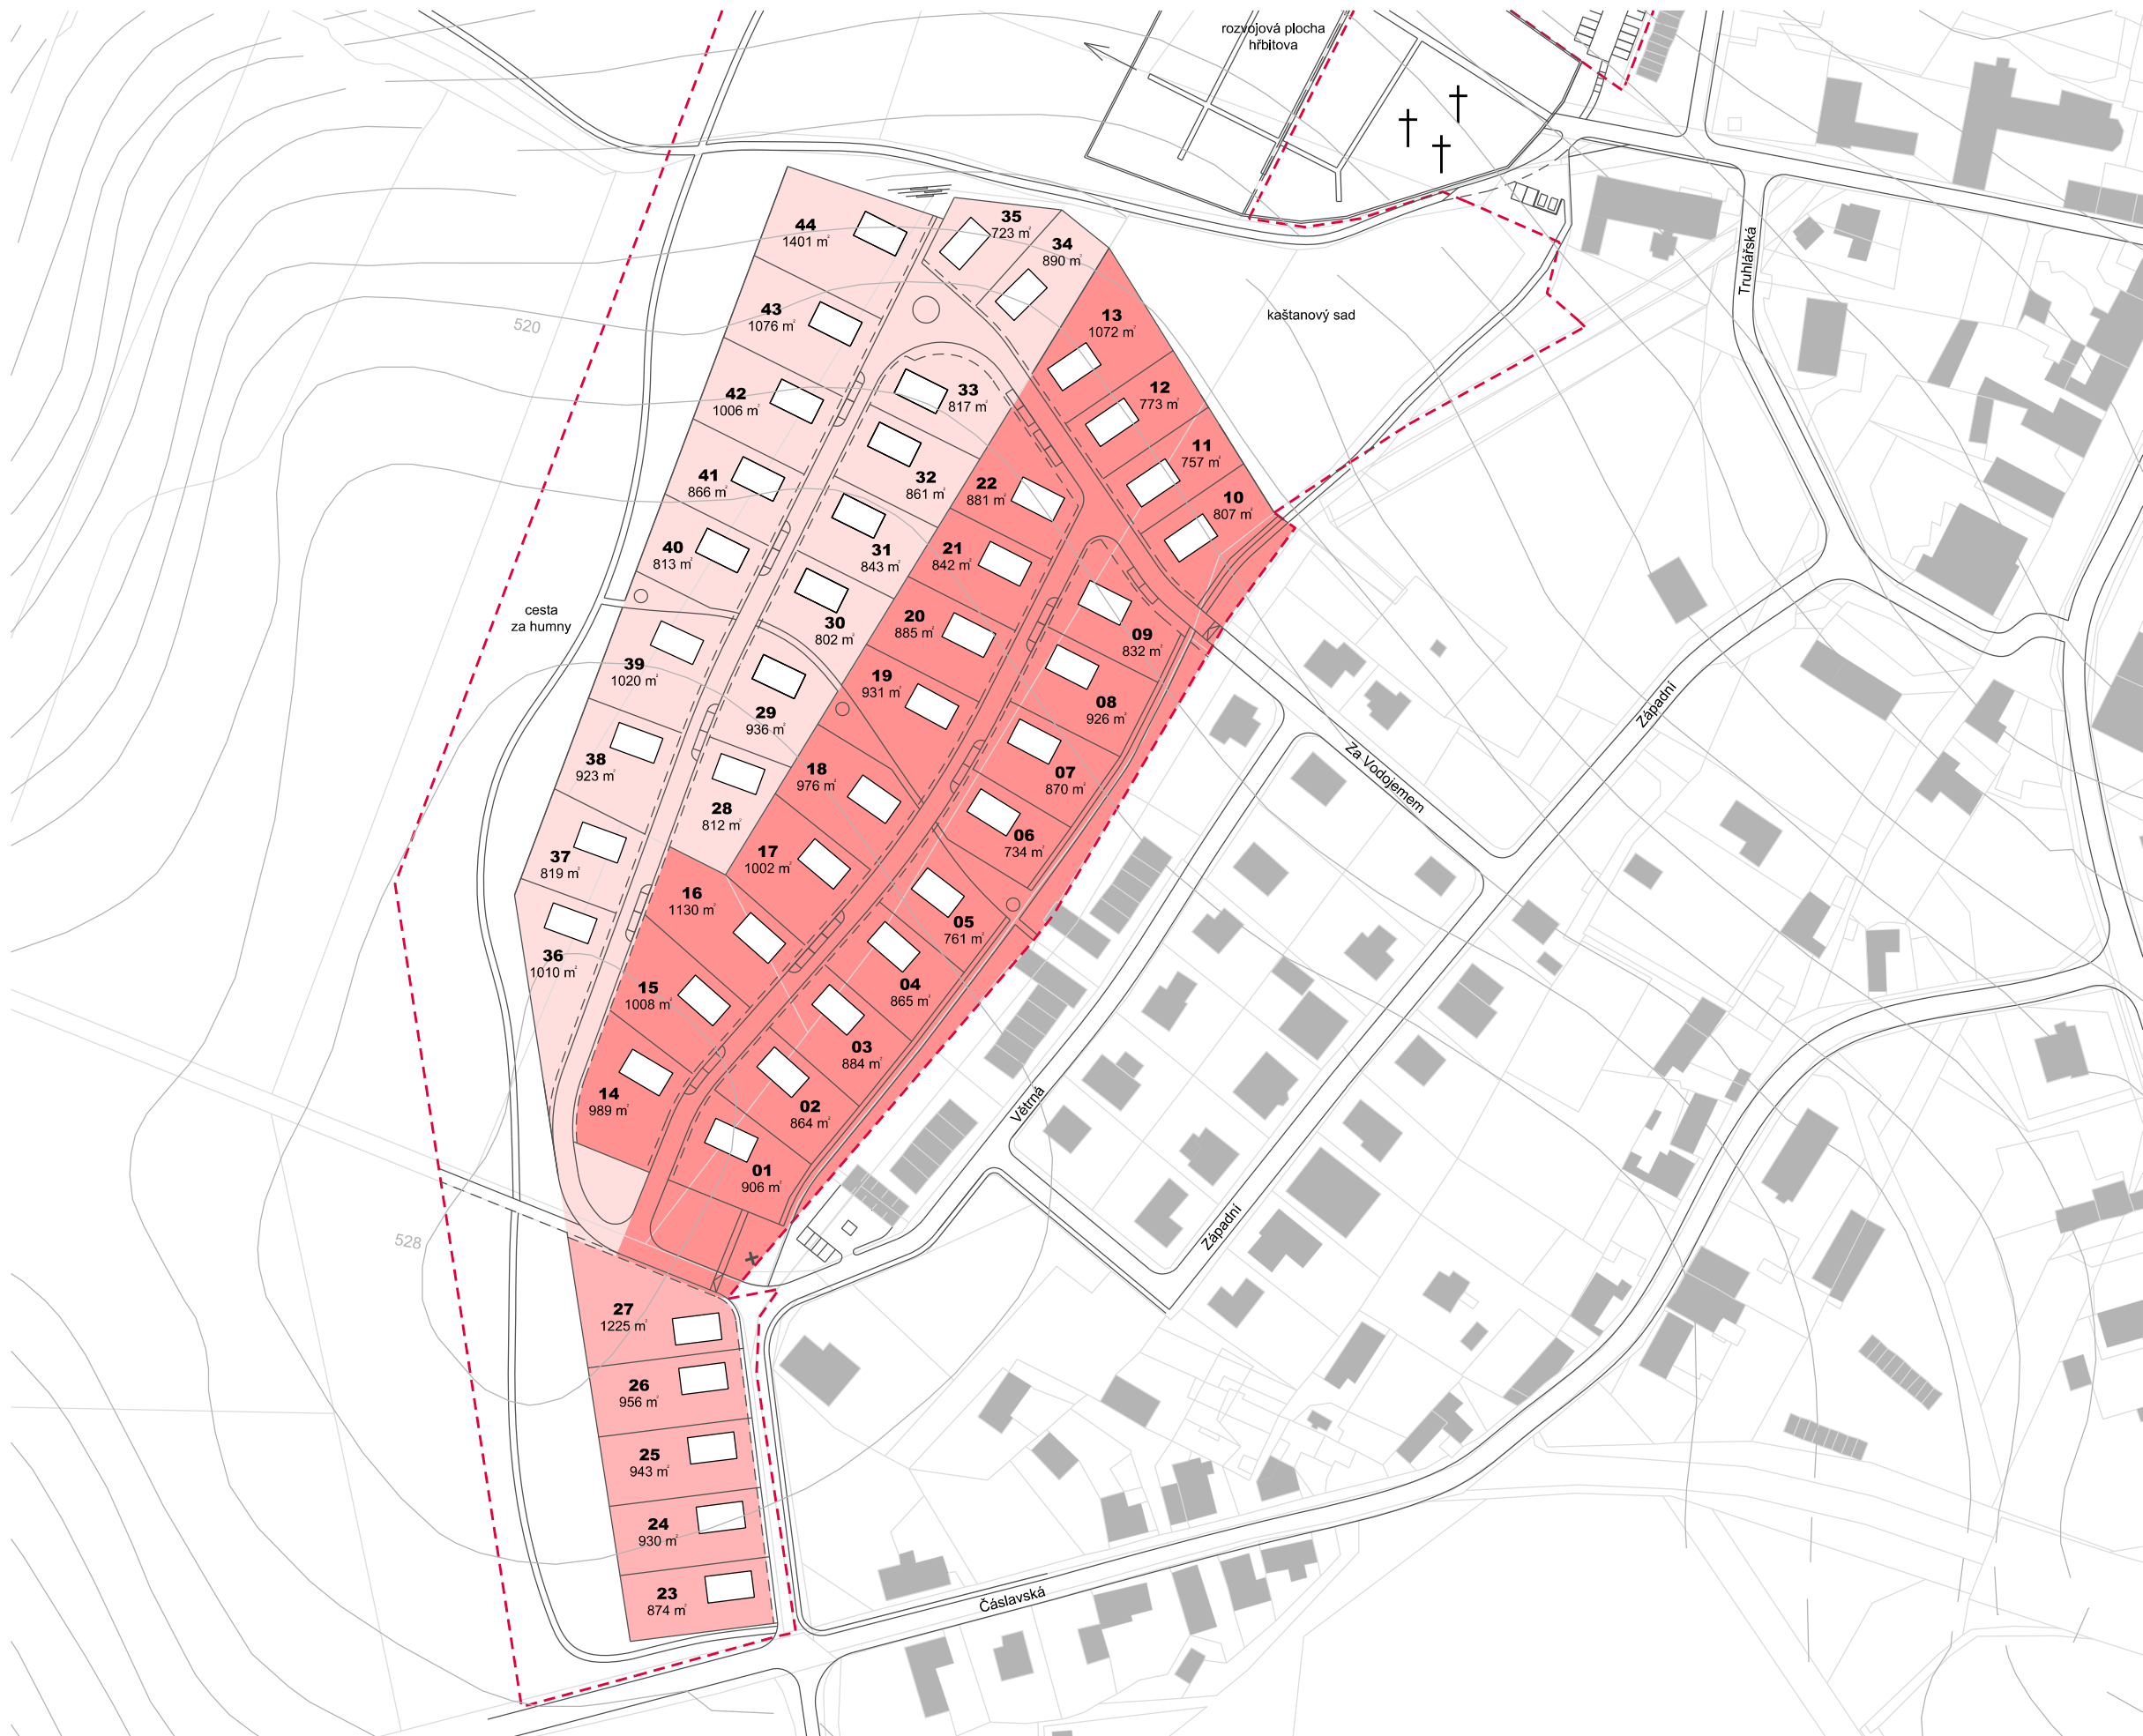 rozvojová plocha
hřbitova
35
723 m²
44
1401 m²
34
890 m²
Truhlářská
kaštanový sad
43
1076 m²
13
1072 m²
520
33
817 m²
12
773 m²
42
1006 m²
11
757 m²
41
866 m²
32
861 m²
22
881 m²
10
807 m²
40
813 m²
31
843 m²
21
842 m²
cesta
za humny
30
802 m²
20
885 m²
09
832 m²
39
1020 m²
19
931 m²
29
936 m²
08
926 m²
Západní
38
923 m²
18
976 m²
07
870 m²
Za Vodojemem
28
812 m²
06
734 m²
37
819 m²
17
1002 m²
16
1130 m²
05
761 m²
36
1010 m²
15
1008 m²
04
865 m²
03
884 m²
14
989 m²
02
864 m²
Větrná
01
906 m²
Západní
528
27
1225 m²
26
956 m²
25
943 m²
24
930 m²
23
874 m²
Čáslavská